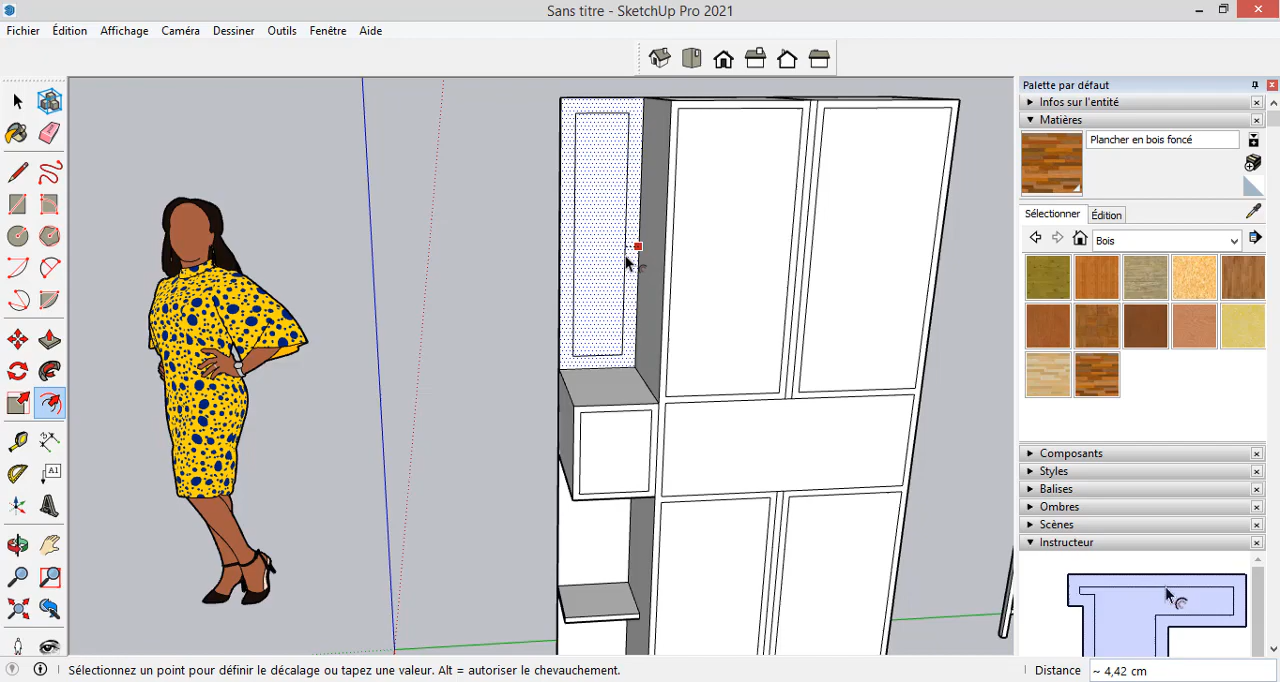 Sans titre - SketchUp Pro 2021
Fichier Édition Affichage Caméra Dessiner Outils Fenêtre Aide
Palette par défaut
Infos sur l'entité
Matières
Plancher en bois foncé
Sélectionner Édition
Bois
Composants
Styles
Balises
Ombres
Scènes
Instructeur
A1
Sélectionnez un point pour définir le décalage ou tapez une valeur. Alt = autoriser le chevauchement.
Distance ~ 4,42 cm